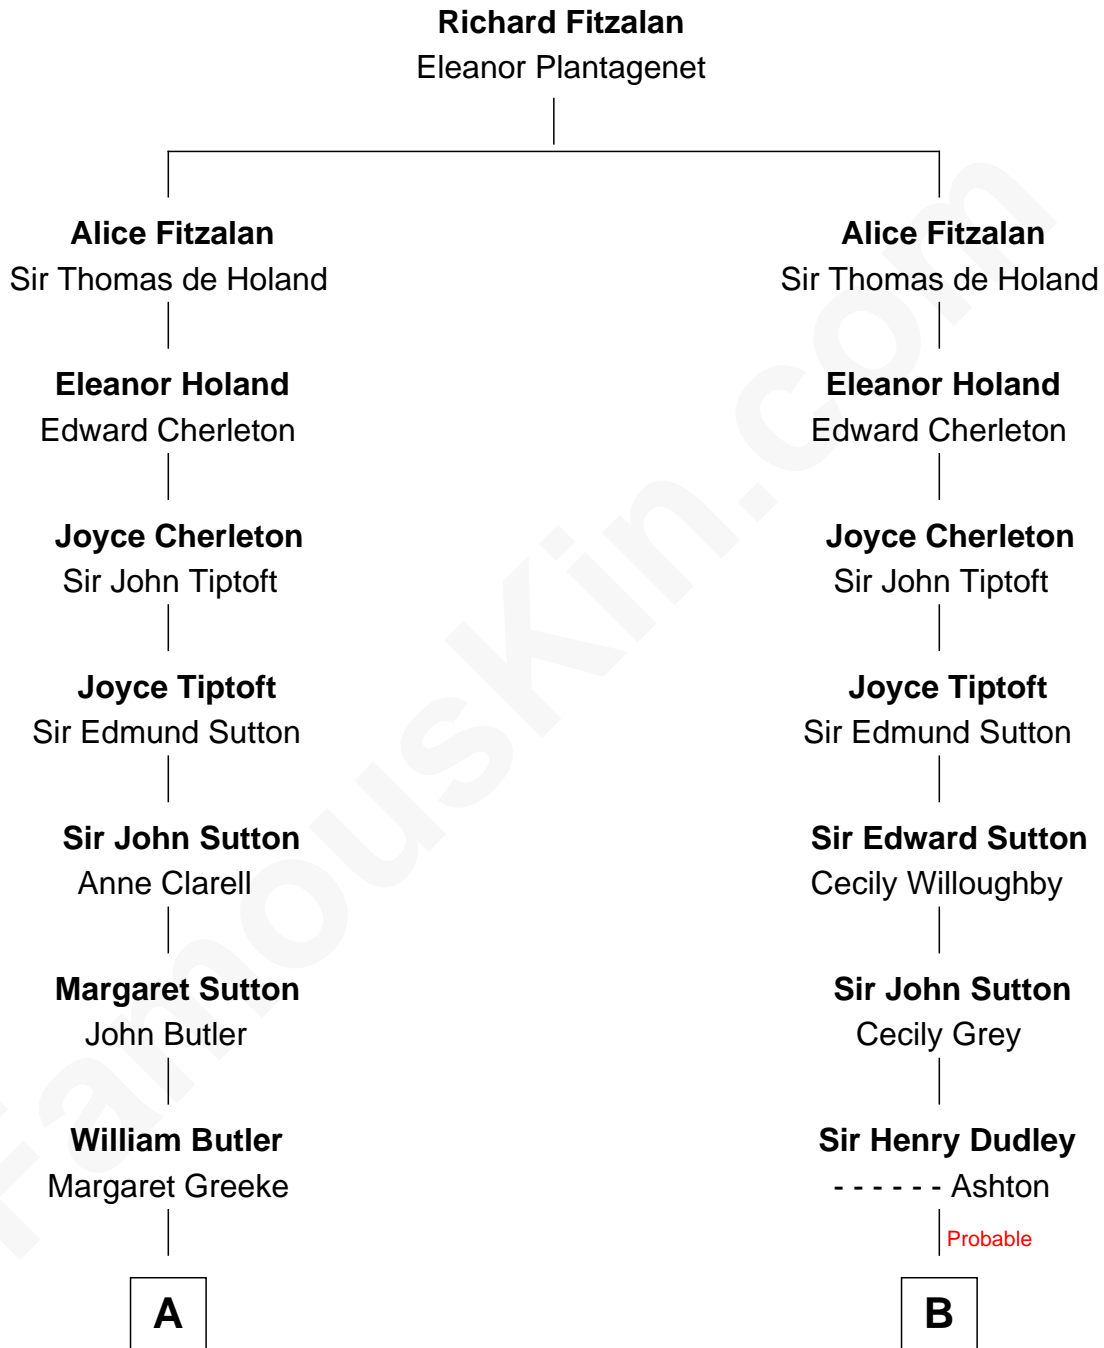 Richard Fitzalan
Eleanor Plantagenet
Alice Fitzalan
Sir Thomas de Holand
Eleanor Holand
Edward Cherleton
Joyce Cherleton
Sir John Tiptoft
Joyce Tiptoft
Sir Edmund Sutton
Sir John Sutton
Anne Clarell
Margaret Sutton
John Butler
William Butler
Margaret Greeke
A
Alice Fitzalan
Sir Thomas de Holand
Eleanor Holand
Edward Cherleton
Joyce Cherleton
Sir John Tiptoft
Joyce Tiptoft
Sir Edmund Sutton
Sir Edward Sutton
Cecily Willoughby
Sir John Sutton
Cecily Grey
Sir Henry Dudley
- - - - - - Ashton
Probable
B
FamousKin.com